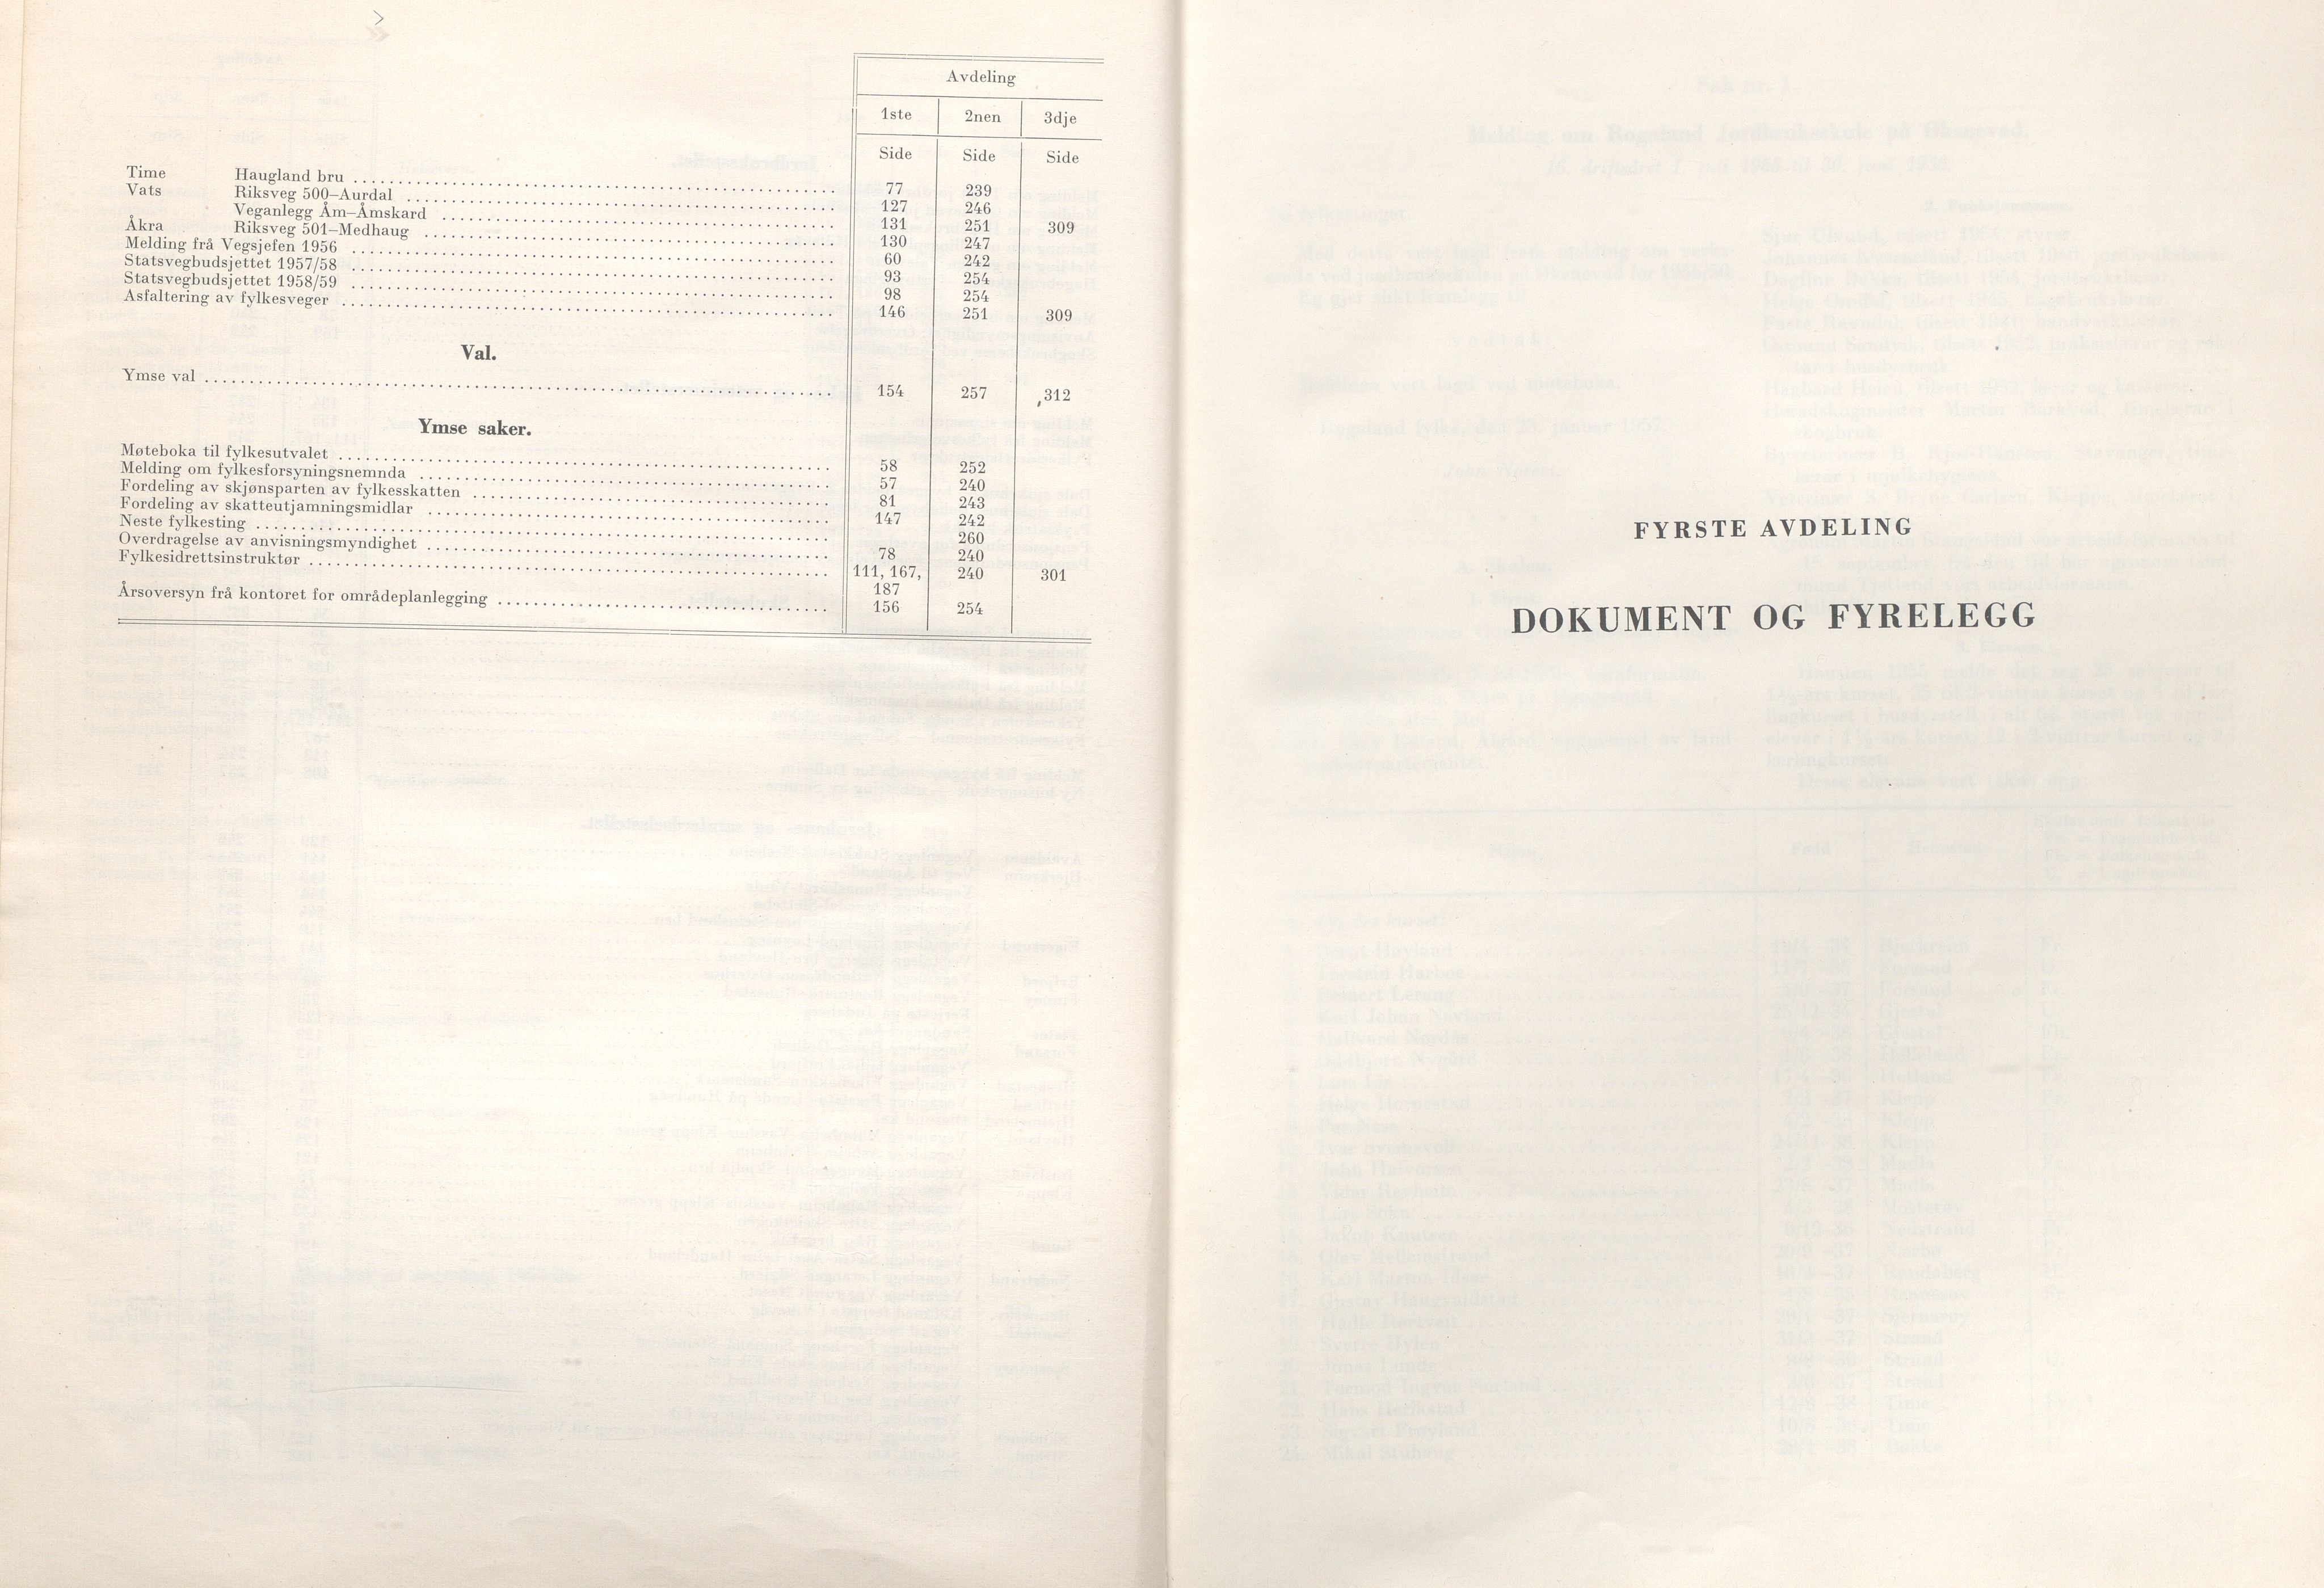 Avdeling
1ste 2nen 3dje
Side Side Side
Time Haugland bru ........ 77 239
Vats Riksveg 500–Aurdal ........ 127 246
Veganlegg Åm–Åmskard ........ 131 251 309
Åkra Riksveg 501–Medhaug ........ 130 247
Melding frå Vegsjefen 1956 ........ 60 242
Statsvegbudsjettet 1957/58 ........ 93 254
Statsvegbudsjettet 1958/59 ........ 98 254
Asfaltering av fylkesveger ........ 146 251 309
Val.
Ymse val ........ 154 257 312
Ymse saker.
Møteboka til fylkesutvalet ........ 58 252
Melding om fylkesforsyningsnemnda ........ 57 240
Fordeling av skjønsparten av fylkesskatten ........ 81 243
Fordeling av skatteutjamningsmidlar ........ 147 242
Neste fylkesting ........ 260
Overdragelse av anvisningsmyndighet ........ 78 240
Fylkesidrettsinstruktør ........ 111, 167, 240 301
187
Årsoversyn frå kontoret for områdeplanlegging ........ 156 254
FYRSTE AVDELING
DOKUMENT OG FYRELEGG